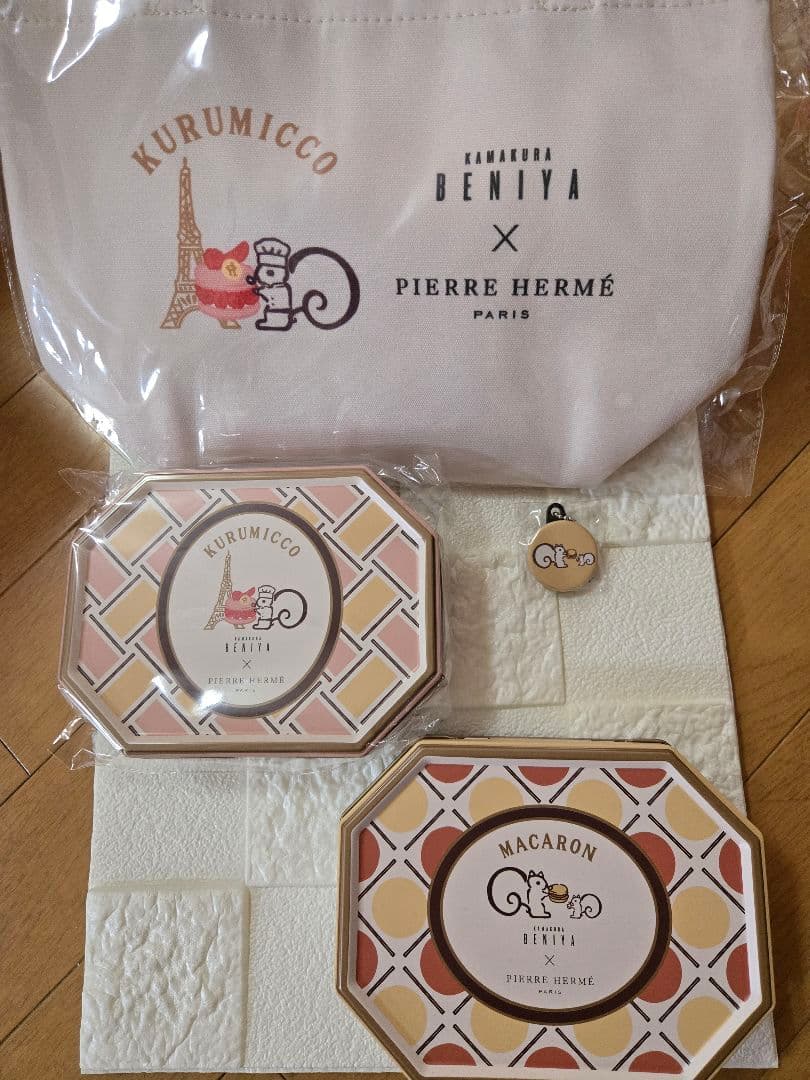 KURUMICCO
KAMAKURA
BENIYA
X
PIERRE HERMÉ
PARIS
KURUMICCO
KAMAKURA
BENIYA
X
PIERRE HERMÉ
PARIS
MACARON
KAMAKURA
BENIYA
X
PIERRE HERMÉ
PARIS